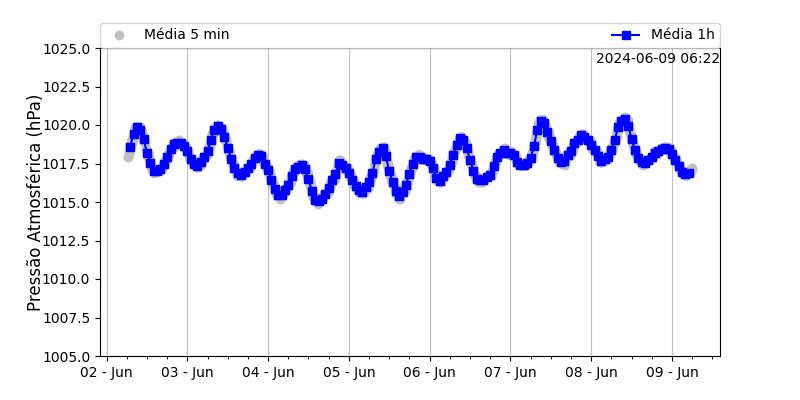 Média 5 min
Média 1h
2024-06-09 06:22
Pressão Atmosférica (hPa)
1025.0
1022.5
1020.0
1017.5
1015.0
1012.5
1010.0
1007.5
1005.0
02 - Jun
03 - Jun
04 - Jun
05 - Jun
06 - Jun
07 - Jun
08 - Jun
09 - Jun